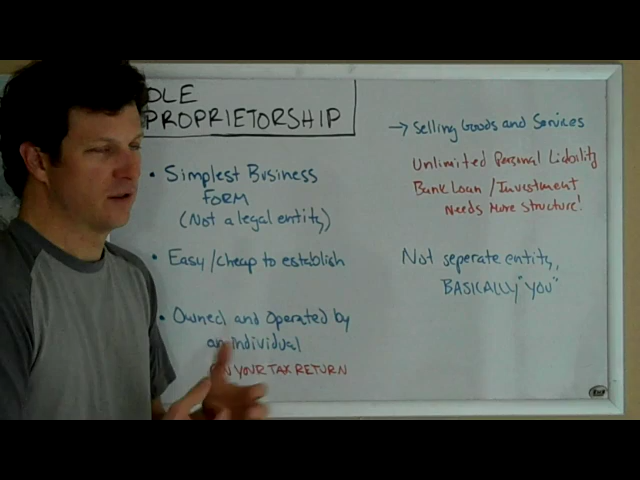 OLE
PROPRIETORSHIP
• Simplest Business
FORM
(Not a legal entity)
• Easy/Cheap to establish
• Owned and Operated by
an individual
ON YOUR TAX RETURN
→ Selling Goods and Services
Unlimited Personal Liability
Bank Loan / Investment
Needs More Structure!
Not seperate entity,
BASICALLY "YOU"